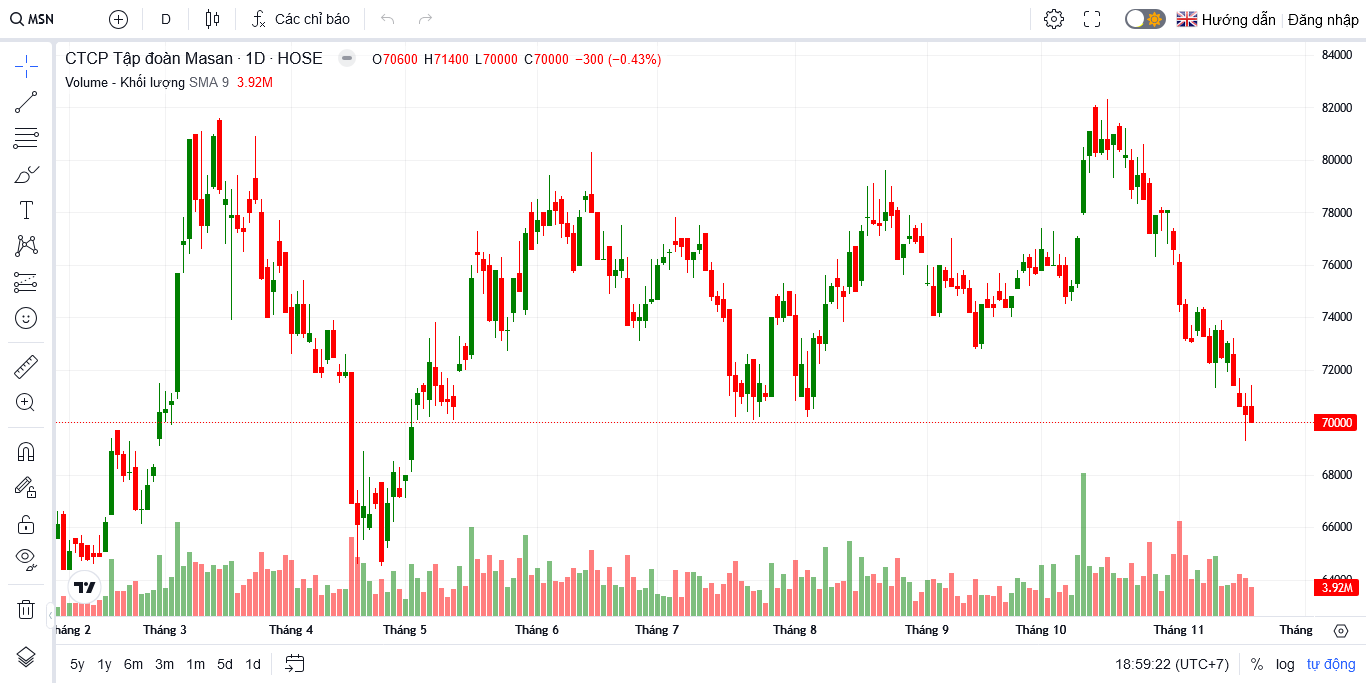 MSN D Các chỉ báo Hướng dẫn Đăng nhập
CTCP Tập đoàn Masan · 1D · HOSE O70600 H71400 L70000 C70000 −300 (−0.43%)
Volume - Khối lượng SMA 9 3.92M
84000
82000
80000
78000
76000
74000
72000
70000
68000
66000
64000
3.92M
háng 2 Tháng 3 Tháng 4 Tháng 5 Tháng 6 Tháng 7 Tháng 8 Tháng 9 Tháng 10 Tháng 11 Tháng
5y 1y 6m 3m 1m 5d 1d 18:59:22 (UTC+7) % log tự động